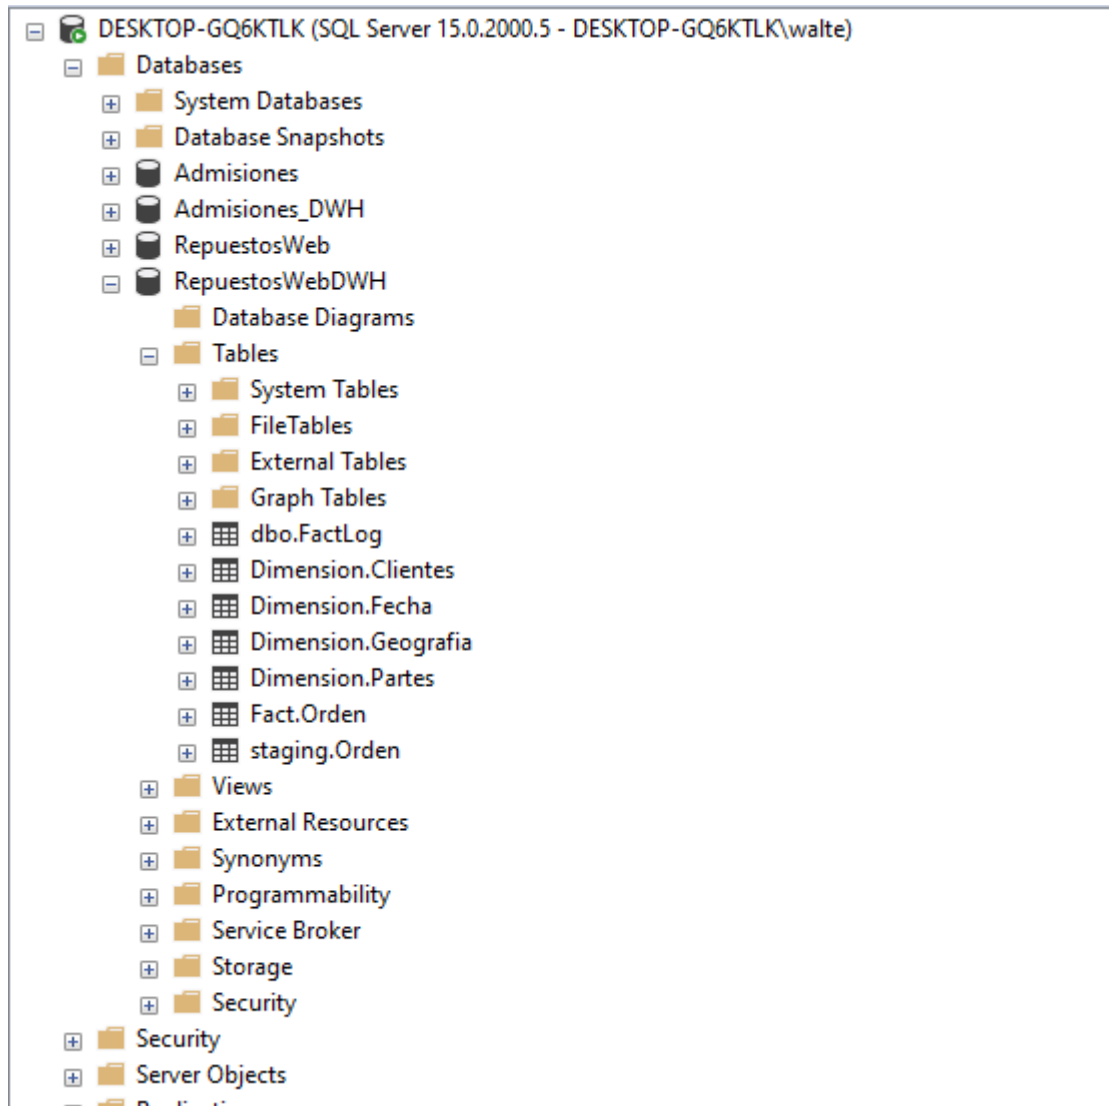 DESKTOP-GQ6KTLK (SQL Server 15.0.2000.5 - DESKTOP-GQ6KTLK\walte)
Databases
System Databases
Database Snapshots
Admisiones
Admisiones_DWH
RepuestosWeb
RepuestosWebDWH
Database Diagrams
Tables
System Tables
FileTables
External Tables
Graph Tables
dbo.FactLog
Dimension.Clientes
Dimension.Fecha
Dimension.Geografia
Dimension.Partes
Fact.Orden
staging.Orden
Views
External Resources
Synonyms
Programmability
Service Broker
Storage
Security
Security
Server Objects